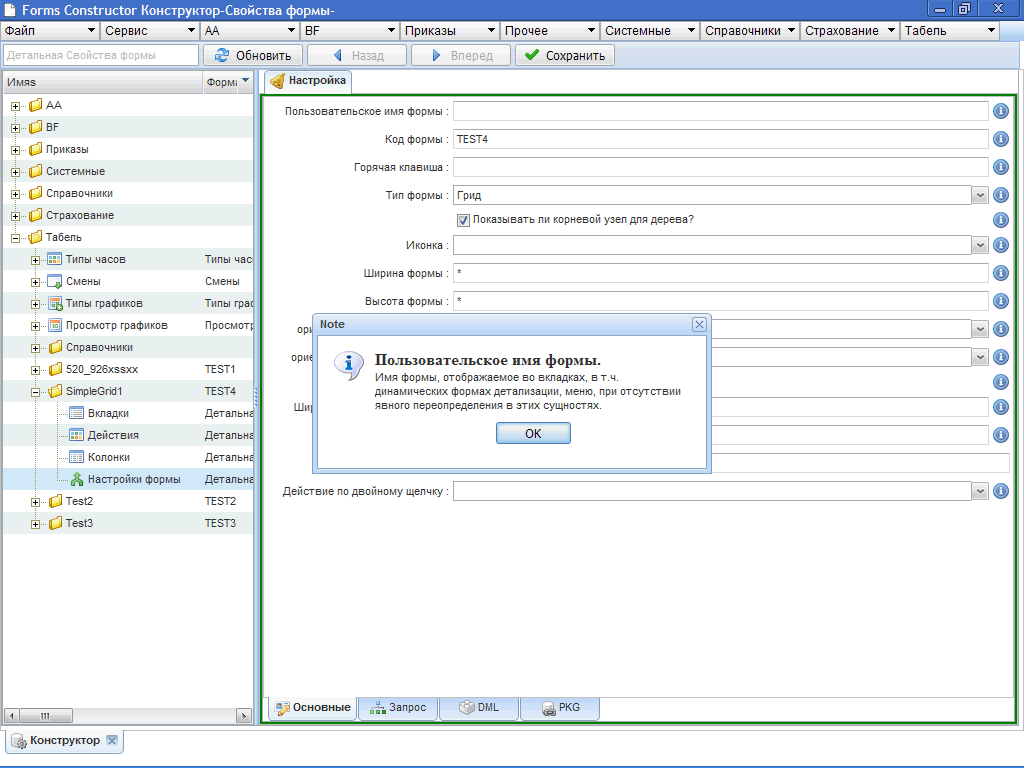 Forms Constructor Конструктор-Свойства формы-
Файл Сервис AA BF Приказы Прочее Системные Справочники Страхование Табель
Детальная Свойства формы Обновить Назад Вперед Сохранить
Имяя Форма
Настройка
AA
BF
Приказы
Системные
Справочники
Страхование
Табель
Типы часов Типы час
Смены Смены
Типы графиков Типы граф
Просмотр графиков Просмотр
Справочники
520_926xssxx TEST1
SimpleGrid1 TEST4
Вкладки Детальна
Действия Детальна
Колонки Детальна
Настройки формы Детальна
Test2 TEST2
Test3 TEST3
Пользовательское имя формы :
Код формы : TEST4
Горячая клавиша :
Тип формы : Грид
Показывать ли корневой узел для дерева?
Иконка :
Ширина формы : *
Высота формы : *
ори
орие
Шир
Действие по двойному щелчку :
Note
Пользовательское имя формы.
Имя формы, отображаемое во вкладках, в т.ч.
динамических формах детализации, меню, при отсутствии
явного переопределения в этих сущностях.
OK
Основные Запрос DML PKG
Конструктор